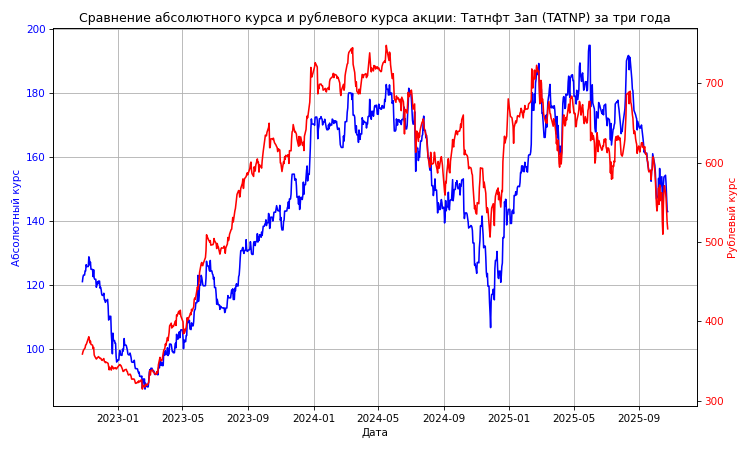 Сравнение абсолютного курса и рублевого курса акции: Татнфт 3ап (TATNP) за три года
200
180
160
140
120
100
Абсолютный курс
700
600
500
400
300
Рублевый курс
2023-01 2023-05 2023-09 2024-01 2024-05 2024-09 2025-01 2025-05 2025-09
Дата